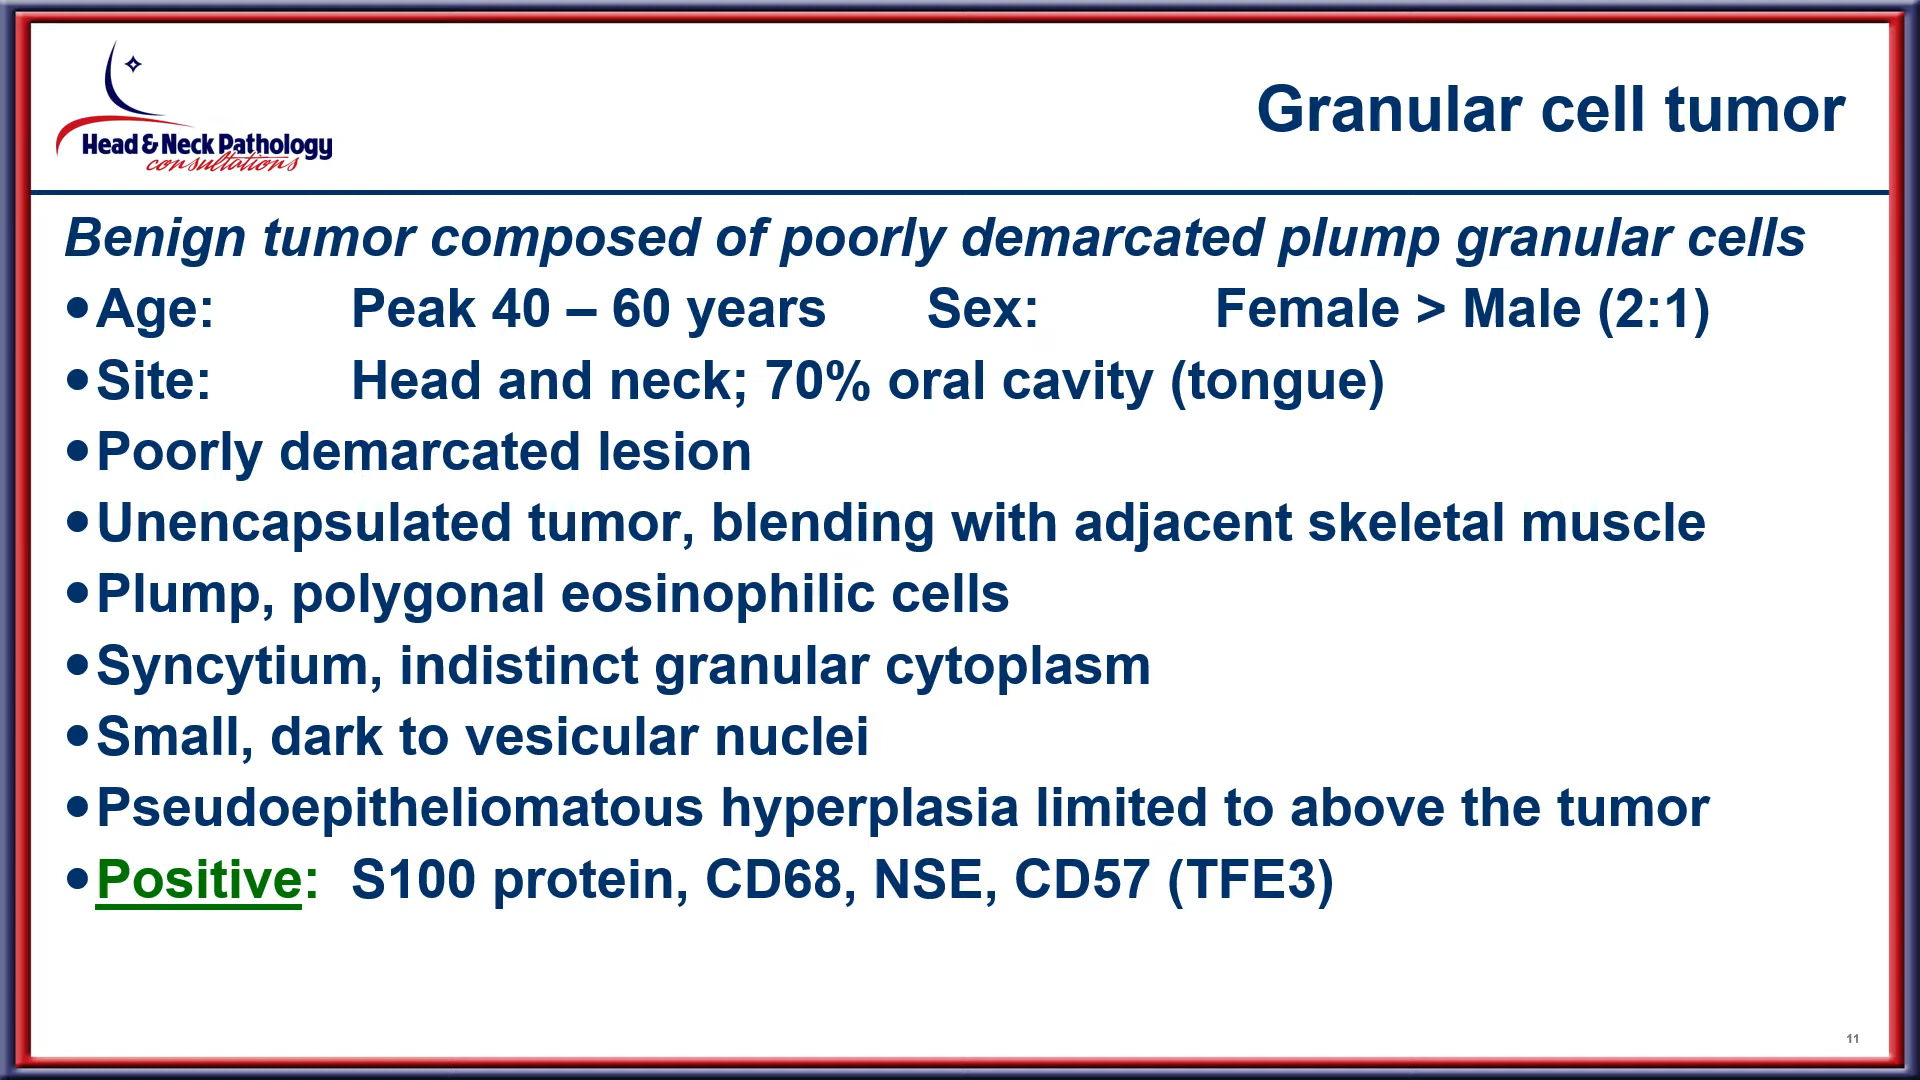 Head & Neck Pathology
consultations
Granular cell tumor
Benign tumor composed of poorly demarcated plump granular cells
•Age: Peak 40 – 60 years Sex: Female > Male (2:1)
•Site: Head and neck; 70% oral cavity (tongue)
•Poorly demarcated lesion
•Unencapsulated tumor, blending with adjacent skeletal muscle
•Plump, polygonal eosinophilic cells
•Syncytium, indistinct granular cytoplasm
•Small, dark to vesicular nuclei
•Pseudoepitheliomatous hyperplasia limited to above the tumor
•Positive: S100 protein, CD68, NSE, CD57 (TFE3)
11